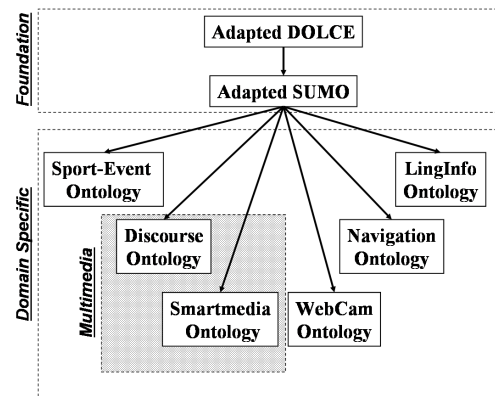 Foundation
Adapted DOLCE
Adapted SUMO
Domain Specific
Sport-Event
Ontology
LingInfo
Ontology
Multimedia
Discourse
Ontology
Navigation
Ontology
Smartmedia
Ontology
WebCam
Ontology